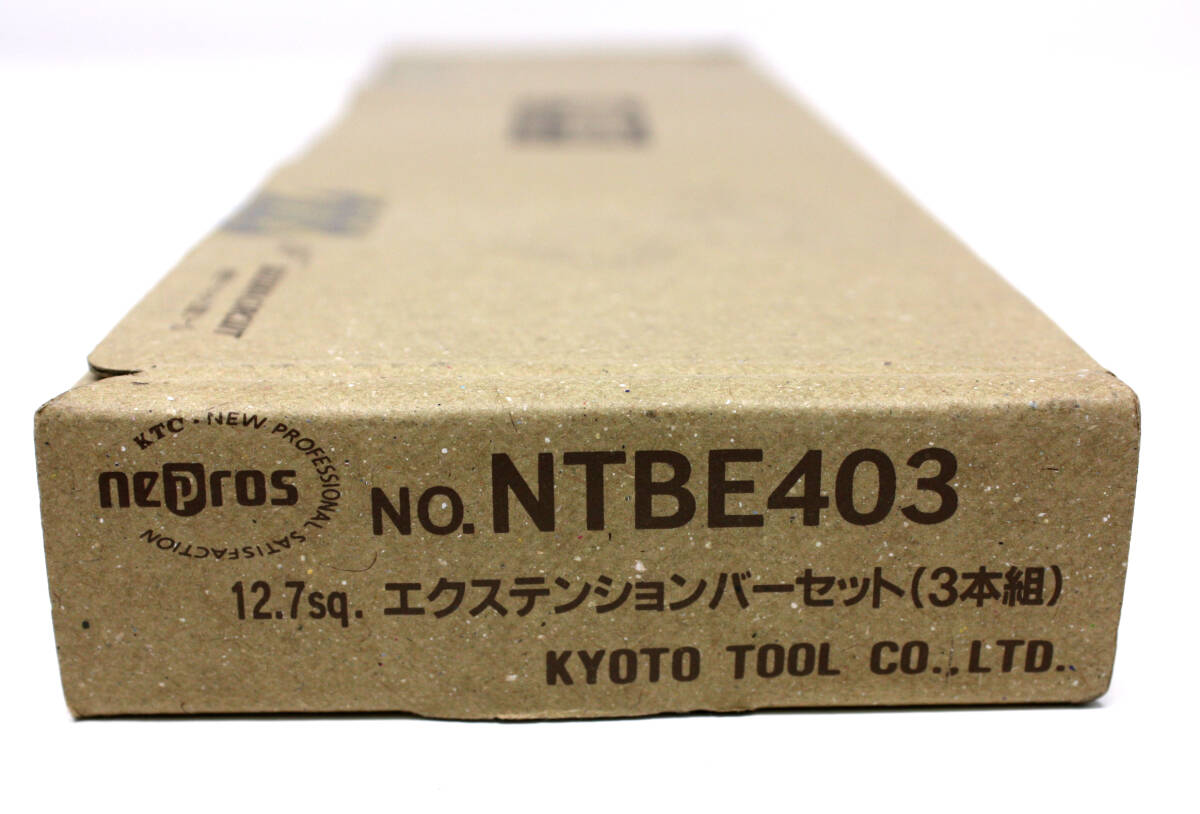 KTC・NEW PROFESSIONAL SATISFACTION
nepros
NO.NTBE403
12.7sq. エクステンションバーセット(3本組)
KYOTO TOOL CO.,LTD.